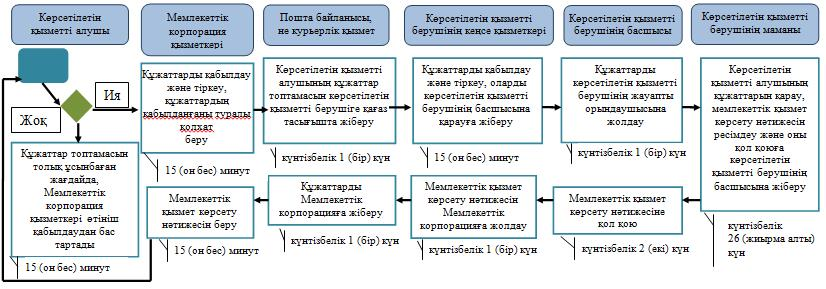 Көрсетілетін
қызметті алушы
Мемлекеттік
корпорация
қызметкері
Пошта байланысы,
не курьерлік қызмет
Көрсетілетін қызметті
берушінің кеңсе қызметкері
Көрсетілетін қызметті
берушінің басшысы
Көрсетілетін қызметті
берушінің маманы
Ия
Жоқ
Құжаттарды қабылдау
және тіркеу,
құжаттардың
қабылданғаны туралы
қолхат
беру
15 (он бес) минут
Көрсетілетін қызметті
алушының құжаттар
топтамасын көрсетілетін
қызметті берушіге қағаз
тасығышта жіберу
күнтізбелік 1 (бір) күн
Құжаттарды қабылдау
және тіркеу, оларды
көрсетілетін қызметті
берушінің басшысына
қарауға жіберу
15 (он бес) минут
Құжаттарды
көрсетілетін қызметті
берушінің жауапты
орындаушысына
жолдау
күнтізбелік 1 (бір) күн
Көрсетілетін
қызметті алушының
құжаттарын қарау,
мемлекеттік қызмет
көрсету нәтижесін
ресімдеу және оны
қол қоюға
көрсетілетін
қызметті берушінің
басшысына жіберу
күнтізбелік
26 (жиырма алты)
күн
Құжаттар топтамасын
толық ұсынбаған
жағдайда,
Мемлекеттік
корпорация
қызметкері өтініш
қабылдаудан бас
тартады
15 (он бес) минут
Мемлекеттік
қызмет көрсету
нәтижесін беру
15 (он бес) минут
Құжаттарды
Мемлекеттік
корпорацияға жіберу
күнтізбелік 1 (бір) күн
Мемлекеттік қызмет
көрсету нәтижесін
Мемлекеттік
корпорацияға жолдау
күнтізбелік 1 (бір) күн
Мемлекеттік қызмет
көрсету нәтижесіне
қол қою
күнтізбелік 2 (екі) күн